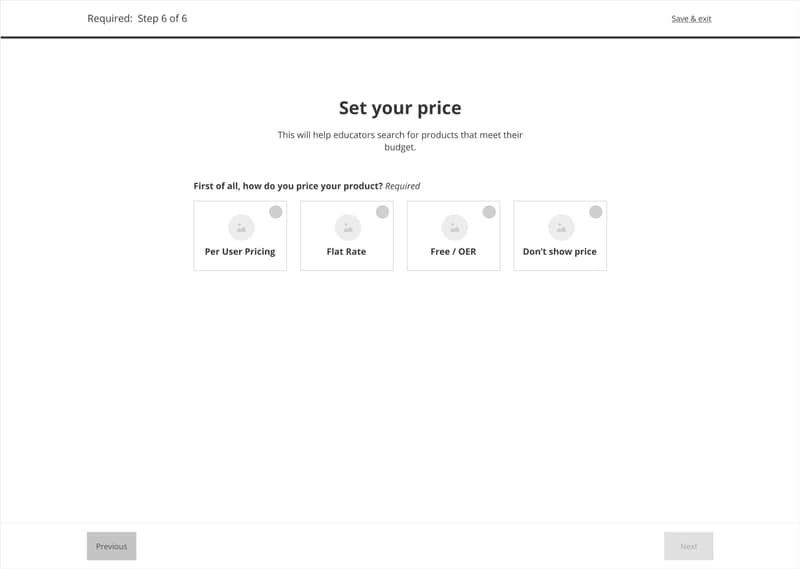 Required:  Step 6 of 6
Save & exit
Set your price
This will help educators search for products that meet their
budget.
First of all, how do you price your product? Required
Per User Pricing
Flat Rate
Free / OER
Don't show price
Previous
Next